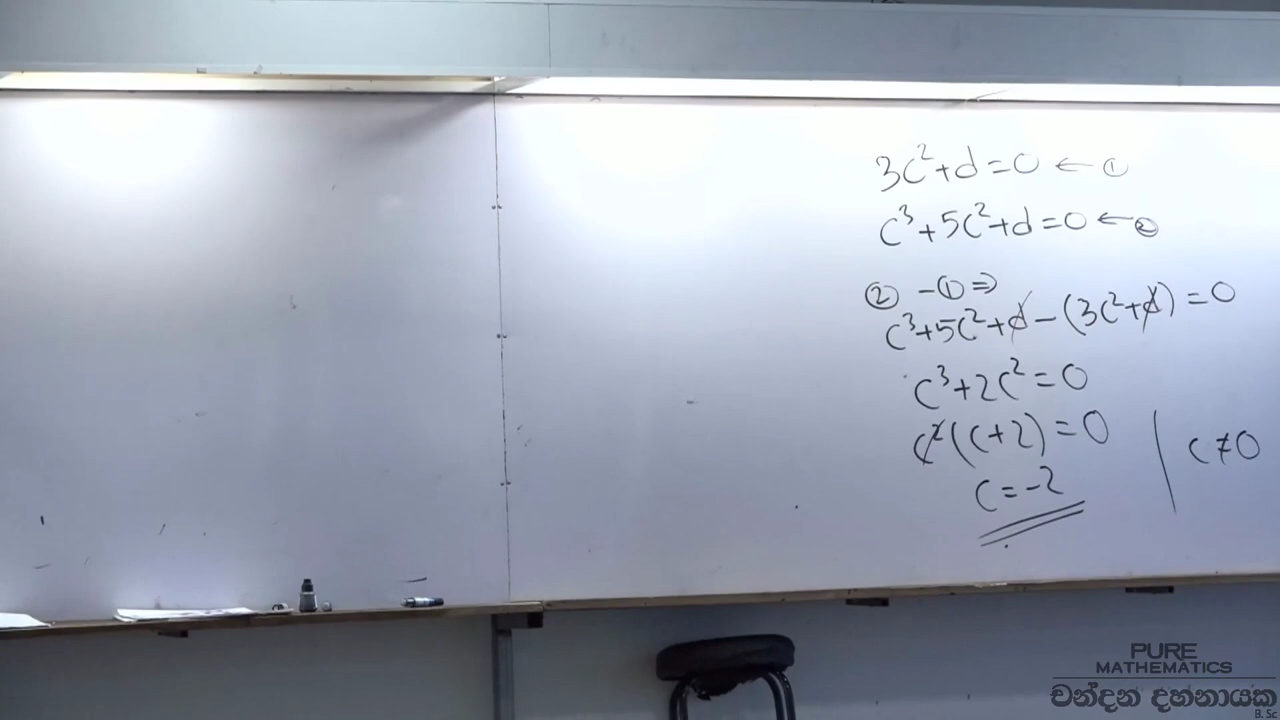 3c²+d=0 ← ①
c³+5c²+d=0 ← ②
② -① ⇒
c³+5c²+d-(3c²+d)=0
c³+2c²=0
c²(c+2)=0 | c≠0
c=-2
PURE
MATHEMATICS
චන්දන දහනායක
B. Sc